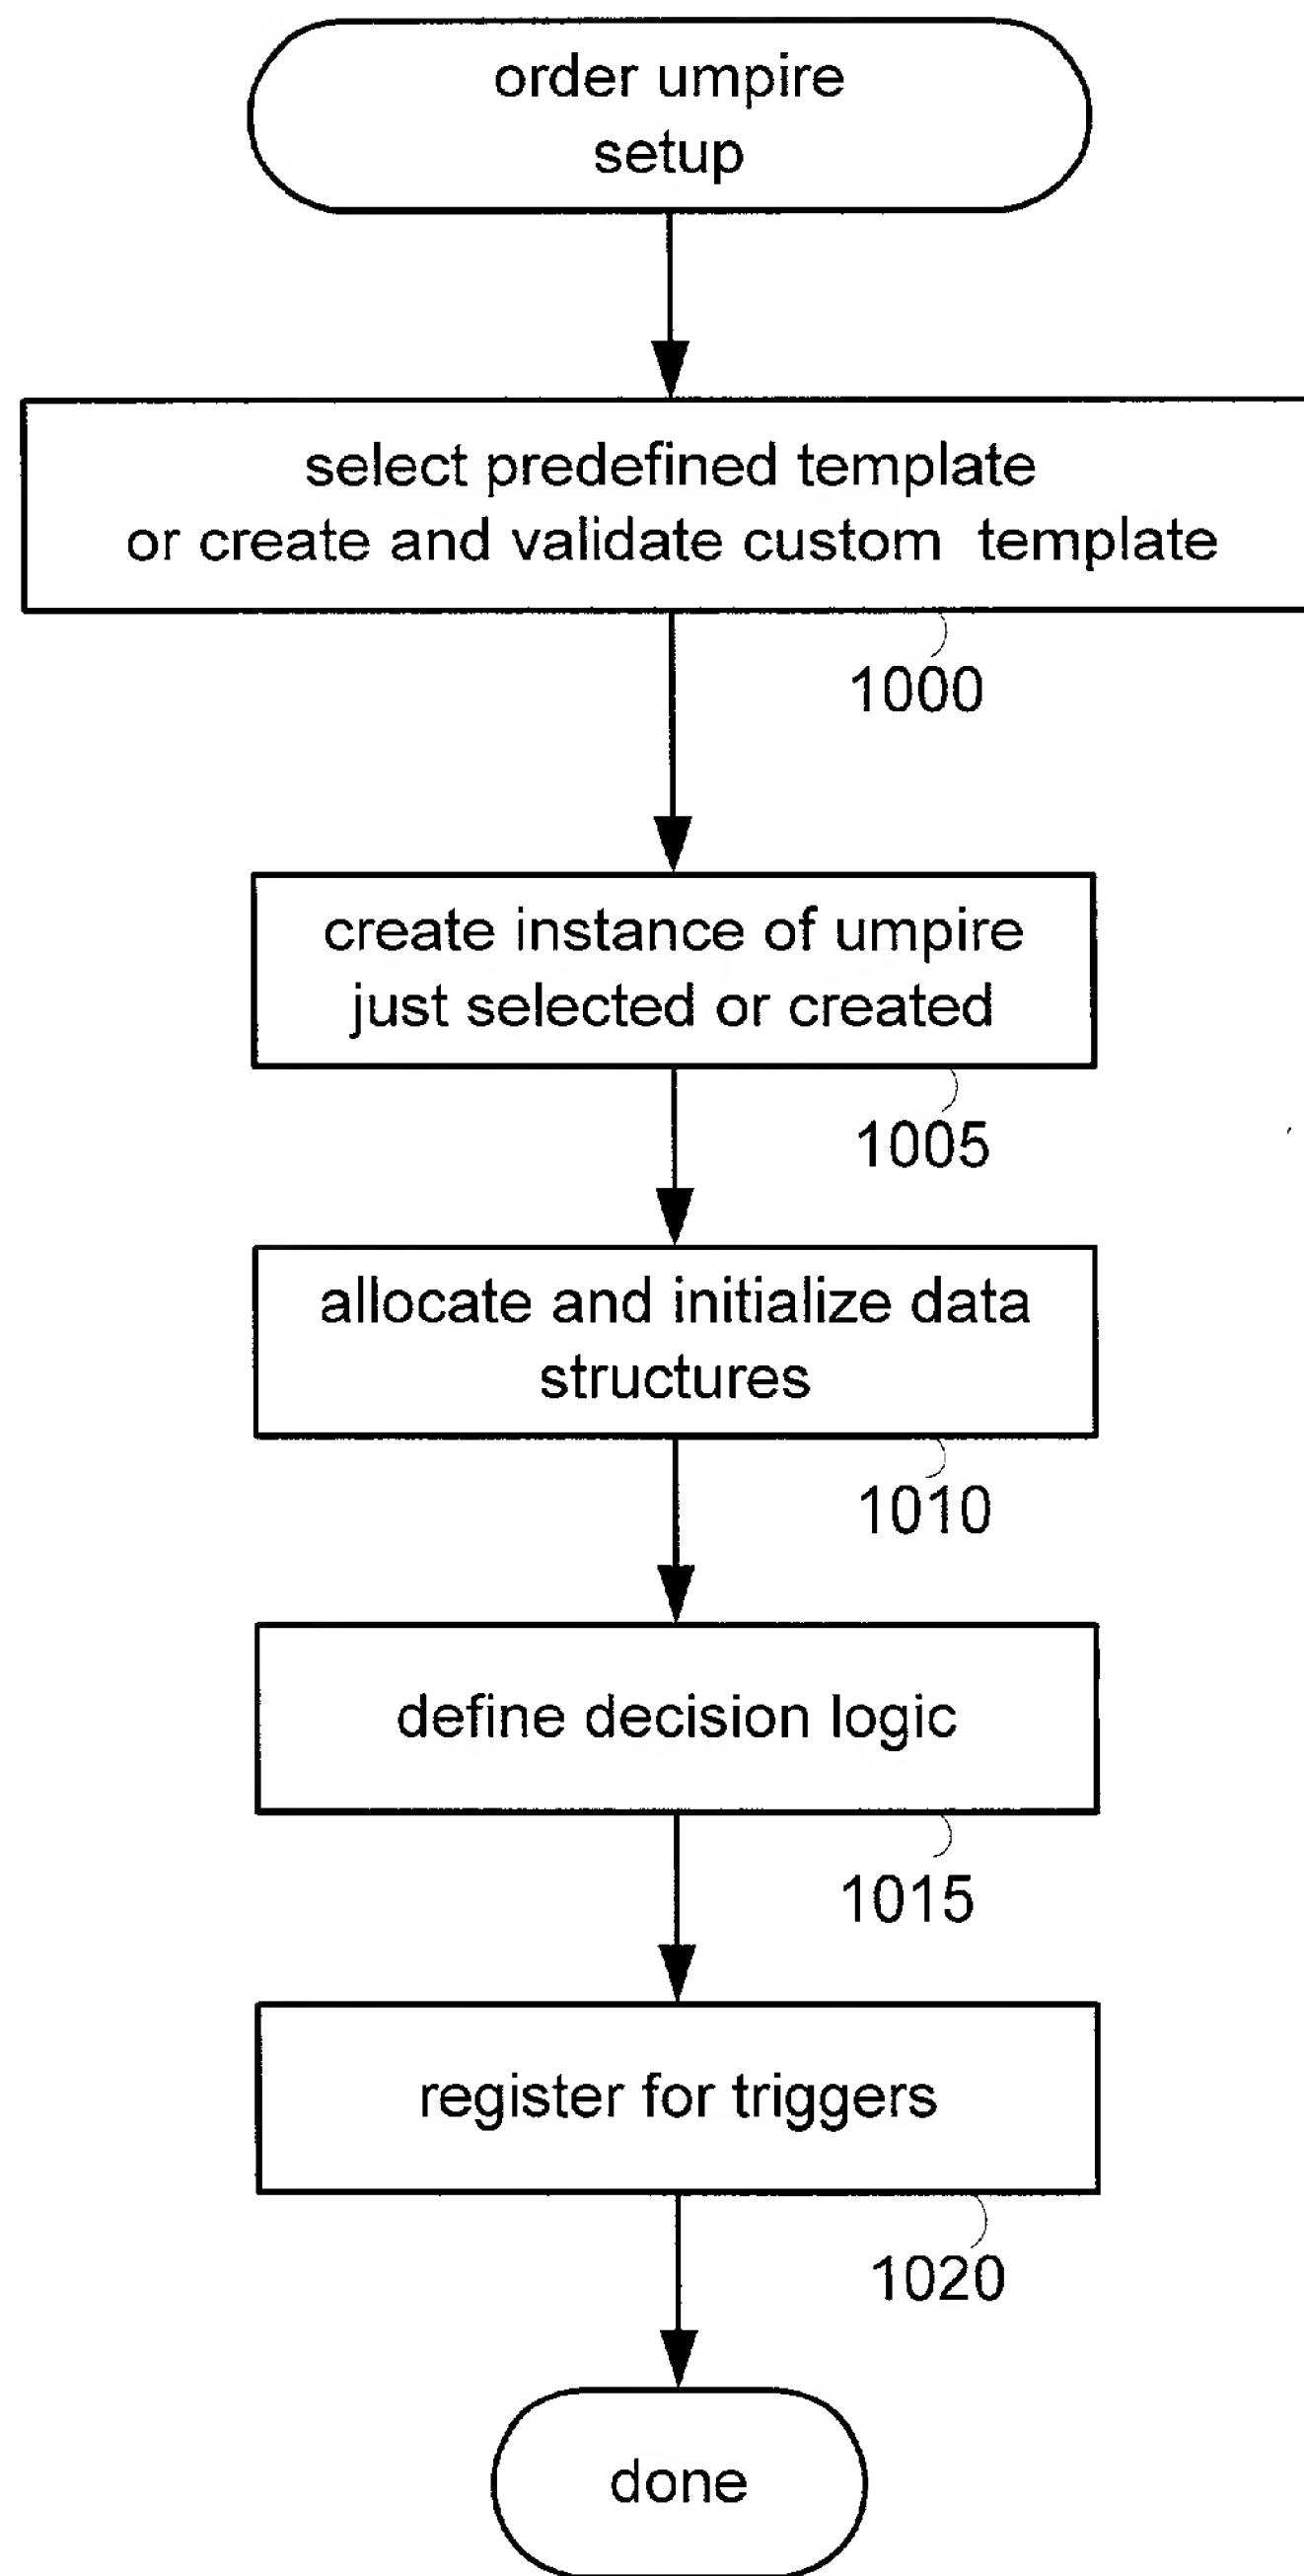 order umpire
setup
select predefined template
or create and validate custom template
1000
create instance of umpire
just selected or created
1005
allocate and initialize data
structures
1010
define decision logic
1015
register for triggers
1020
done